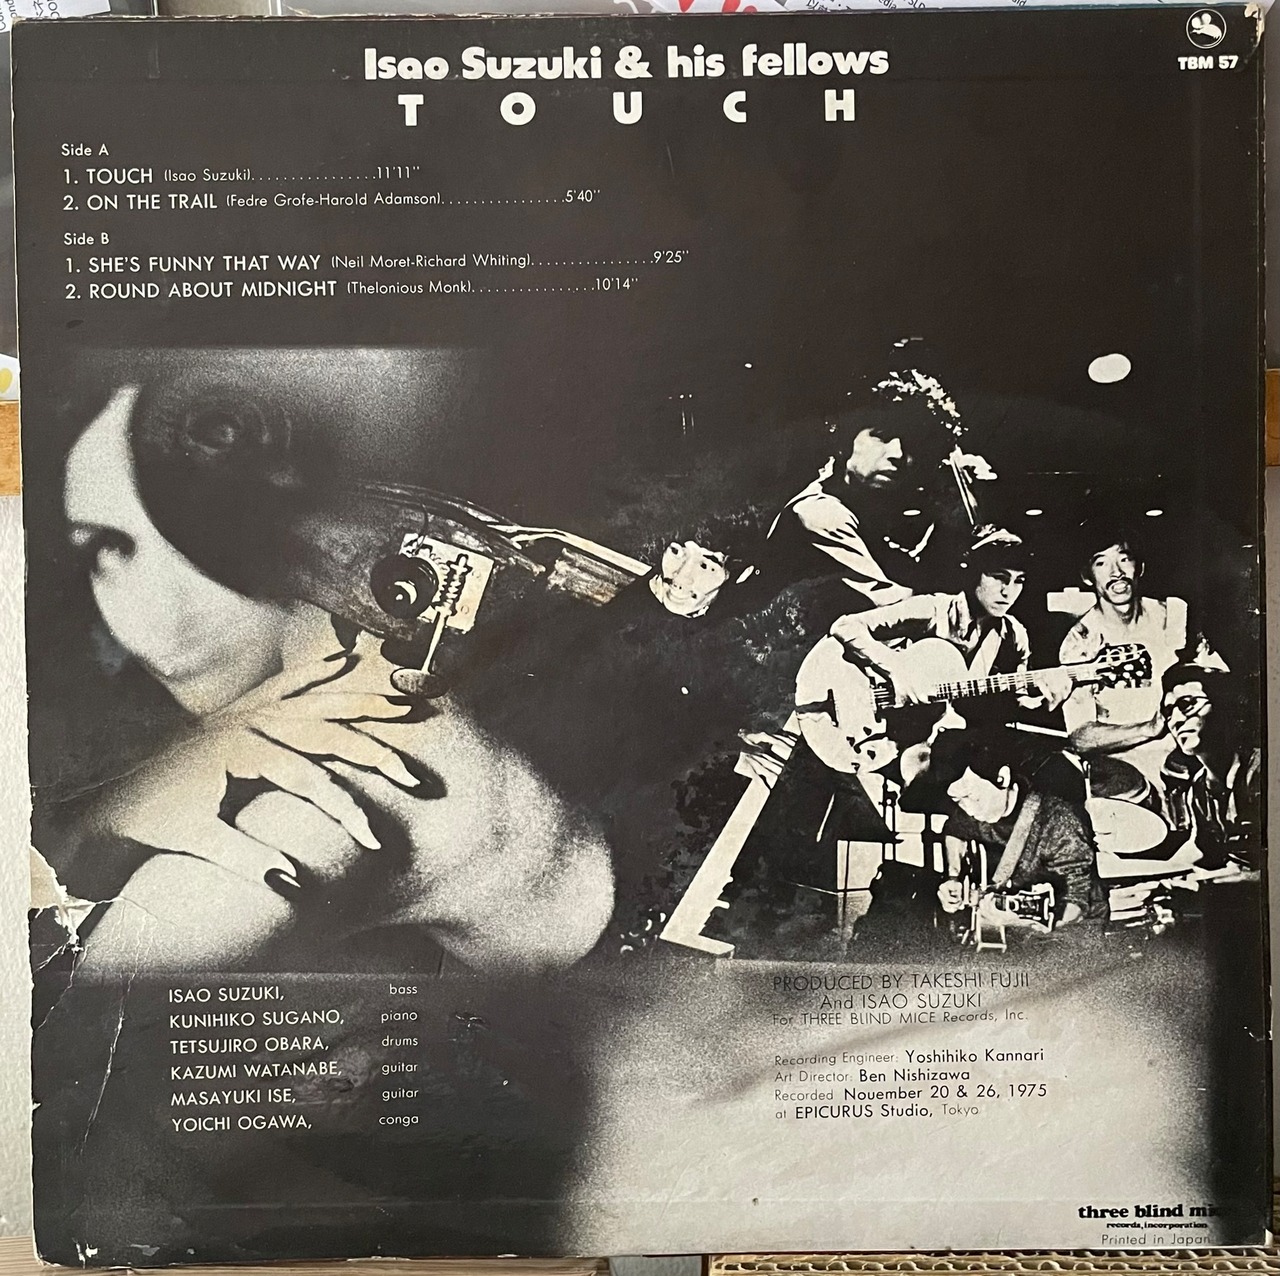 Isao Suzuki & his fellows
TOUCH
TBM 57
Side A
1. TOUCH (Isao Suzuki)................11'11''
2. ON THE TRAIL (Fedre Grofe-Harold Adamson)................5'40''
Side B
1. SHE'S FUNNY THAT WAY (Neil Moret-Richard Whiting)................9'25''
2. ROUND ABOUT MIDNIGHT (Thelonious Monk)................10'14''
ISAO SUZUKI, bass
KUNIHIKO SUGANO, piano
TETSUJIRO OBARA, drums
KAZUMI WATANABE, guitar
MASAYUKI ISE, guitar
YOICHI OGAWA, conga
PRODUCED BY TAKESHI FUJII
And ISAO SUZUKI
For THREE BLIND MICE Records, Inc.
Recording Engineer: Yoshihiko Kannari
Art Director: Ben Nishizawa
Recorded Nouember 20 & 26, 1975
at EPICURUS Studio, Tokyo
three blind mice
records, incorporation
Printed in Japan